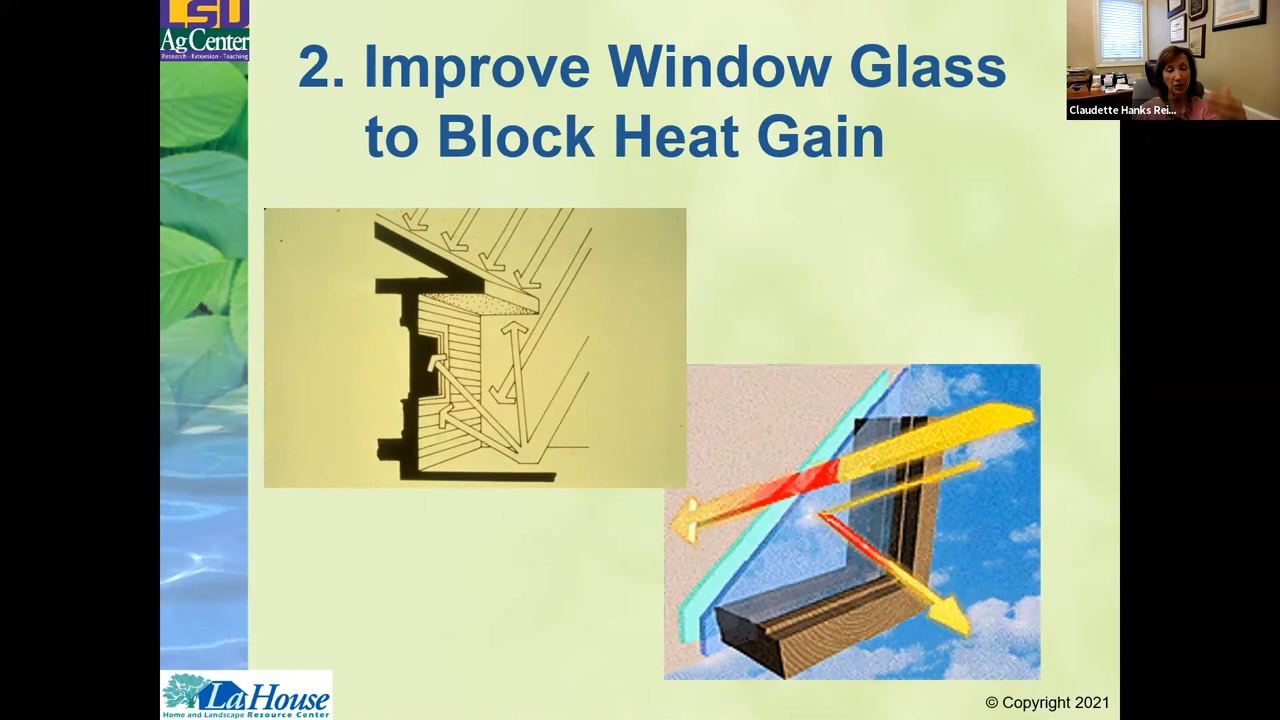 LSU
AgCenter
Research · Extension · Teaching
2. Improve Window Glass
to Block Heat Gain
Claudette Hanks Rei...
LaHouse
Home and Landscape Resource Center
© Copyright 2021